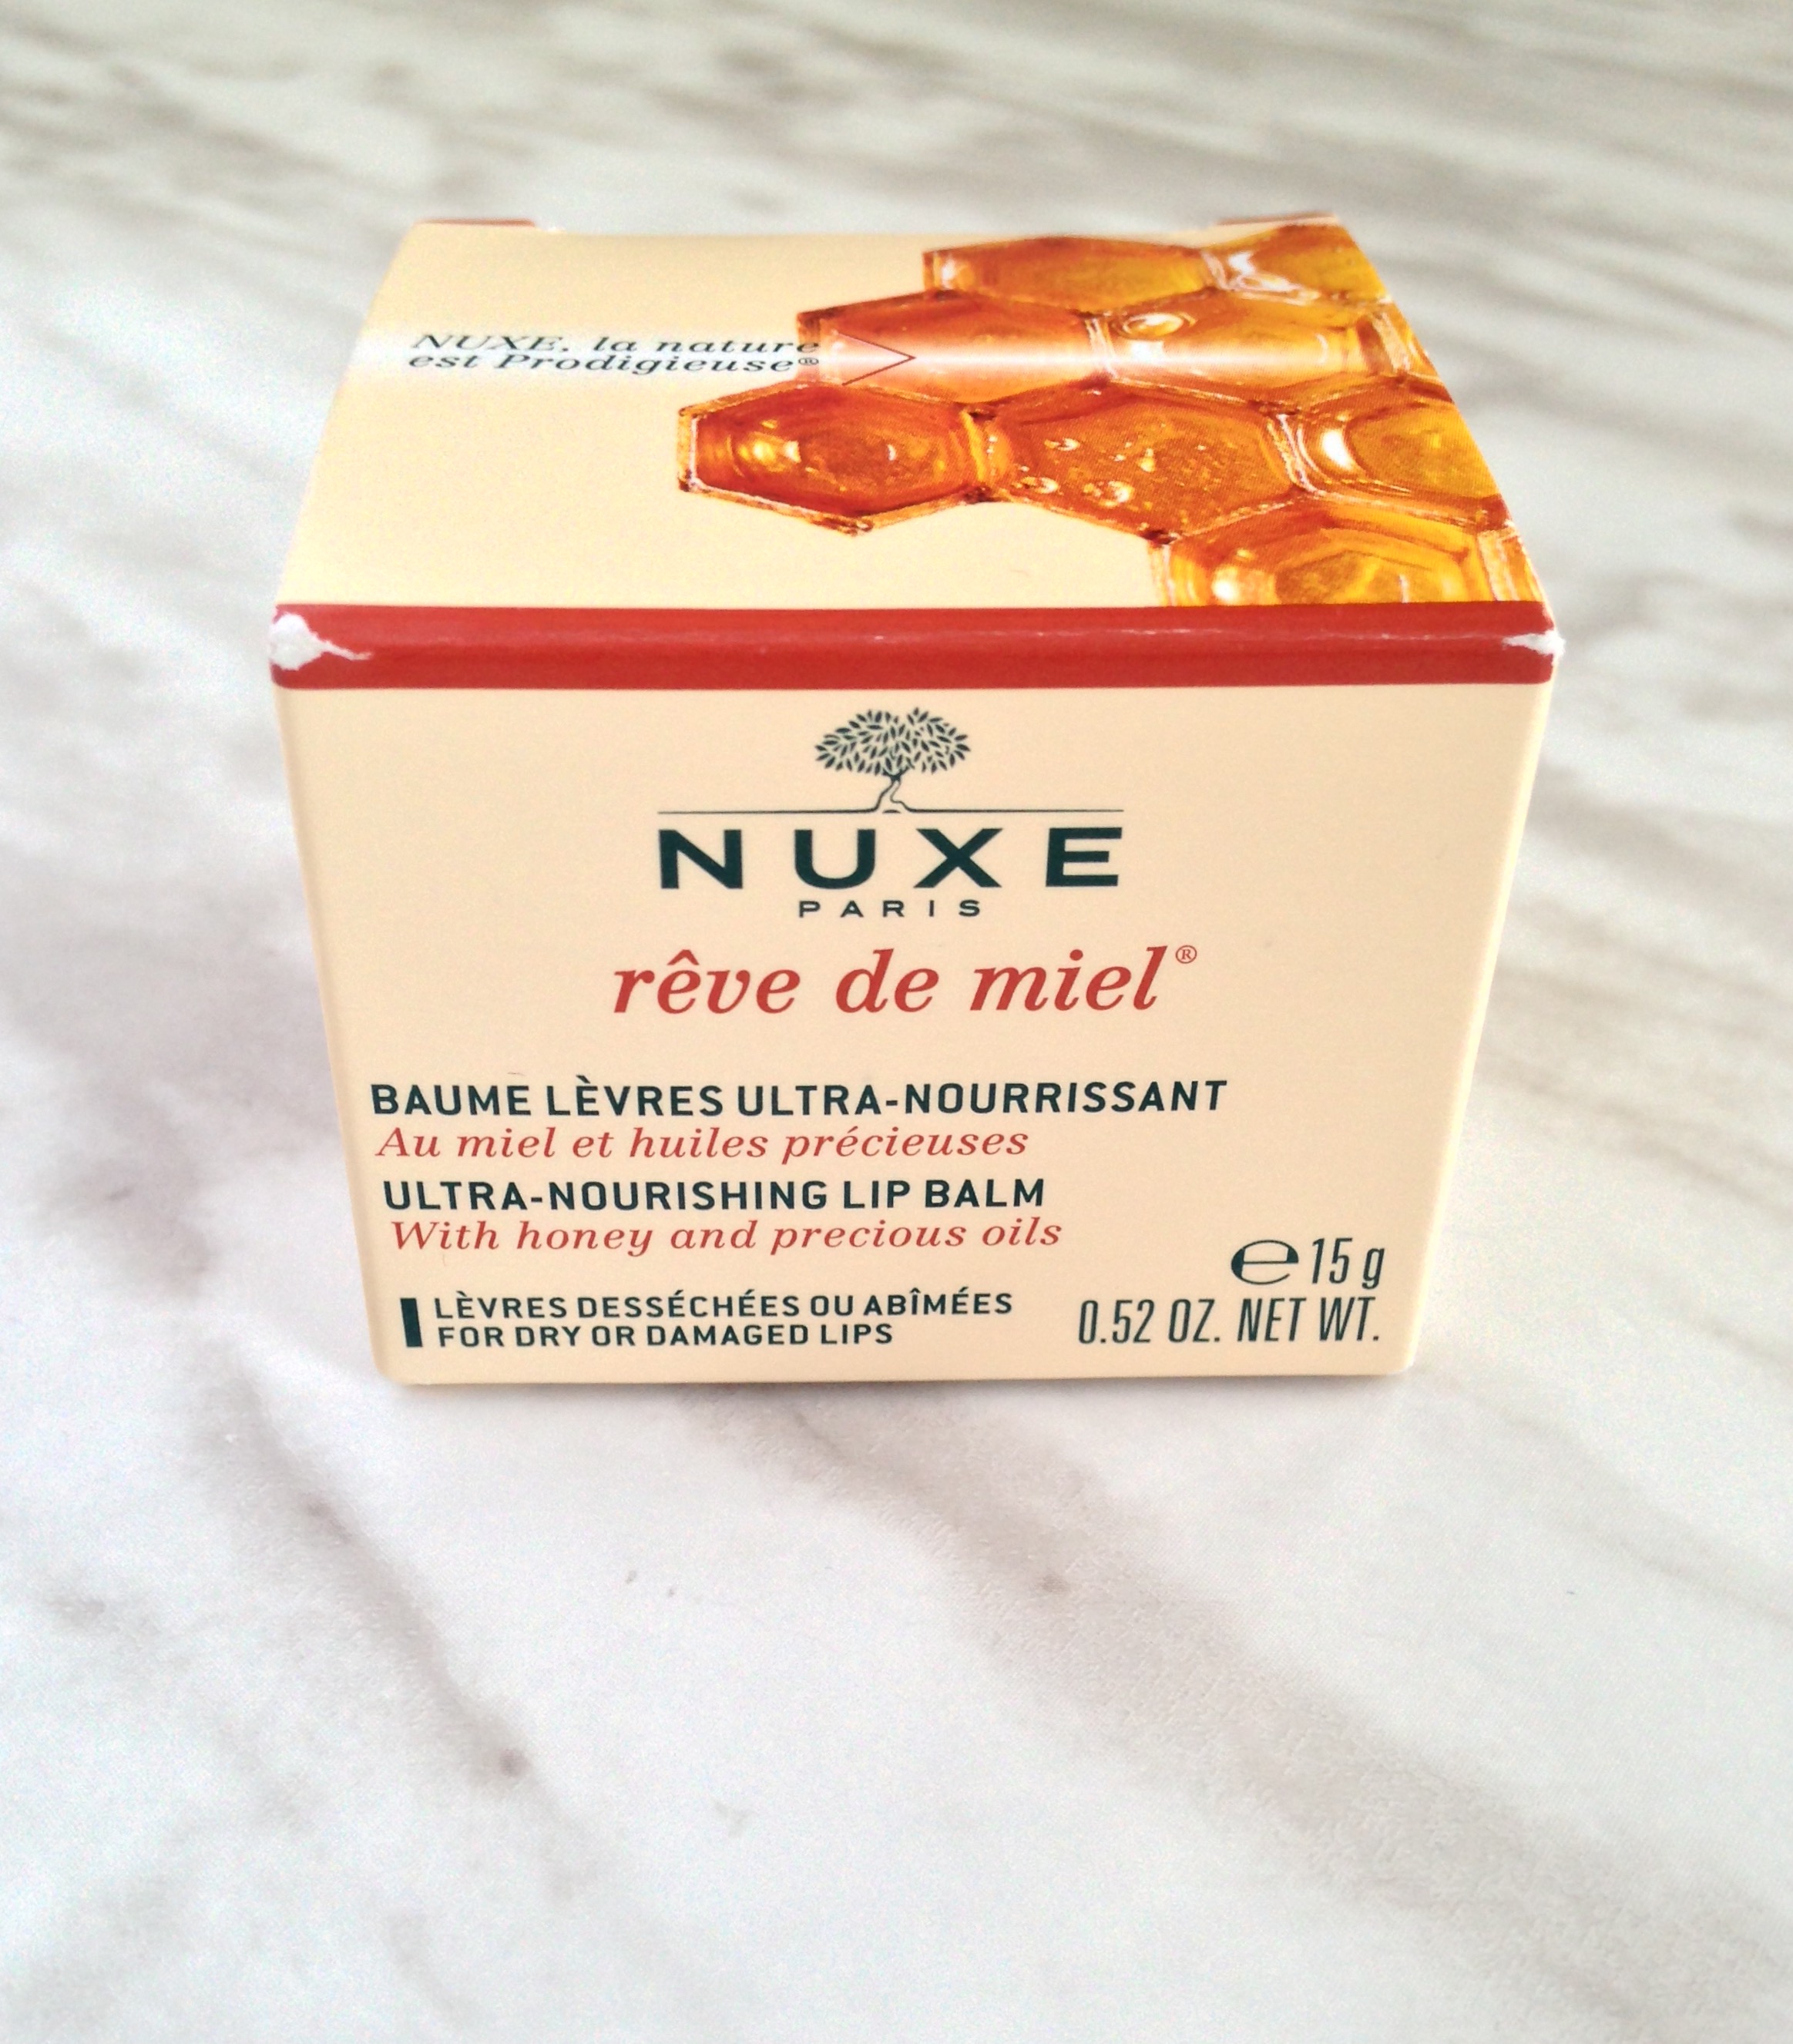 NUXE, la nature
est Prodigieuse®
NUXE
PARIS
rêve de miel®
BAUME LÈVRES ULTRA-NOURRISSANT
Au miel et huiles précieuses
ULTRA-NOURISHING LIP BALM
With honey and precious oils
LÈVRES DESSÉCHÉES OU ABÎMÉES
FOR DRY OR DAMAGED LIPS
℮ 15 g
0.52 OZ. NET WT.